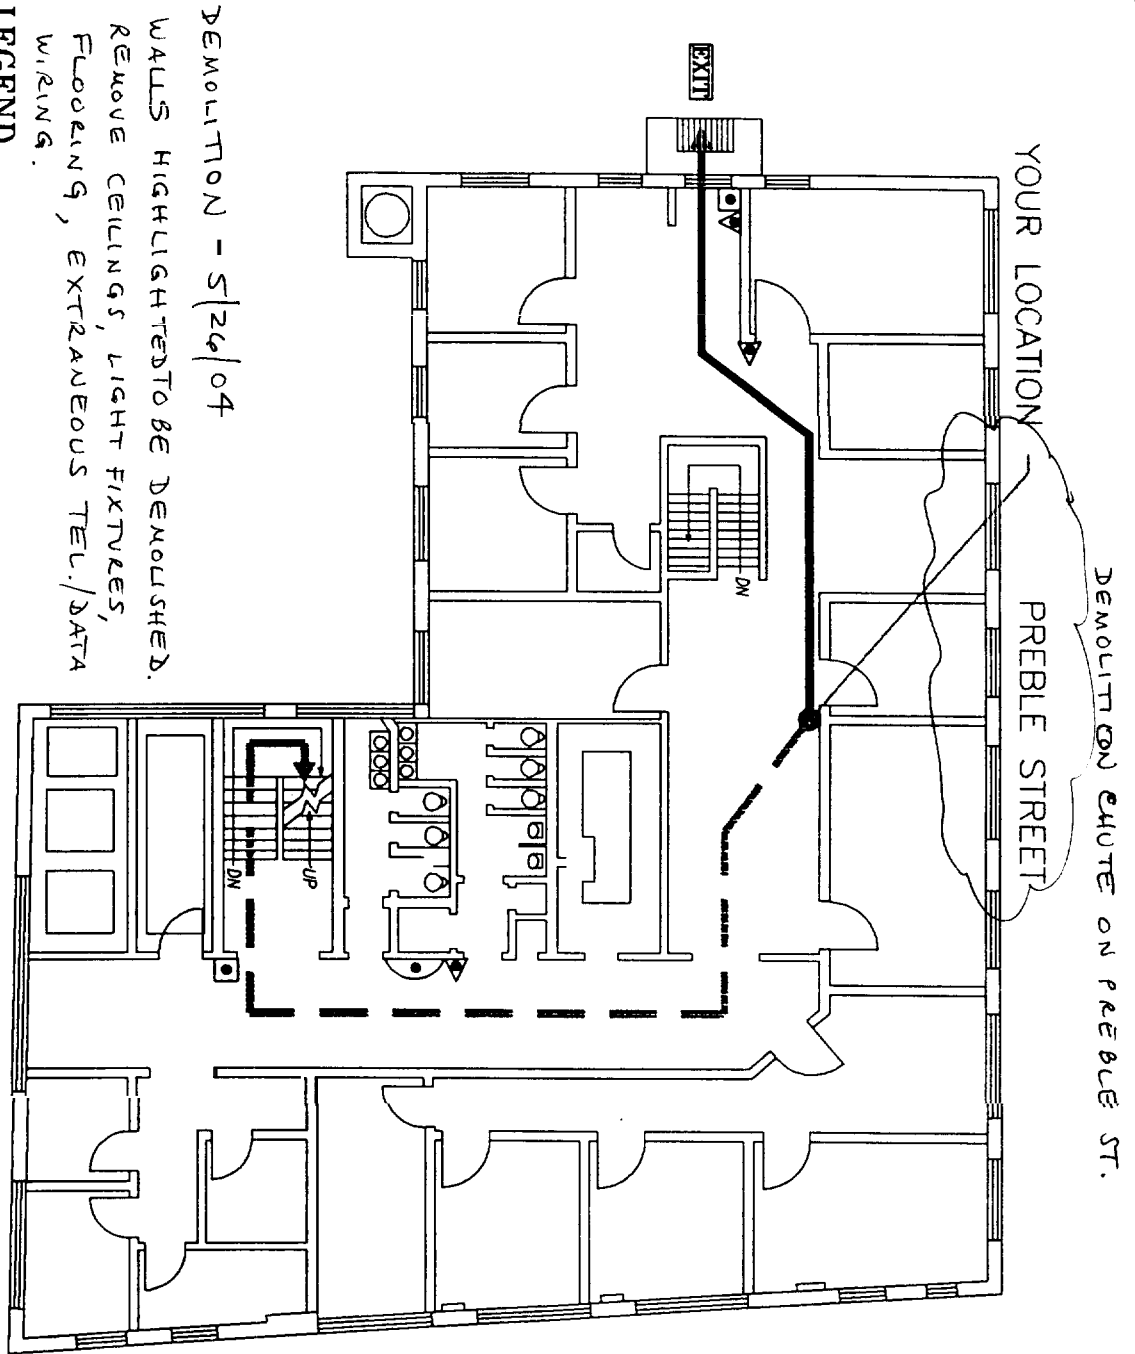 DEMOLITION CHUTE ON PREBLE ST.
YOUR LOCATION
PREBLE STREET
EXIT
DN
UP
DN
DEMOLITION - 5/26/04
WALLS HIGHLIGHTED TO BE DEMOLISHED.
REMOVE CEILINGS, LIGHT FIXTURES,
FLOORING, EXTRANEOUS TEL./DATA
WIRING.
LEGEND